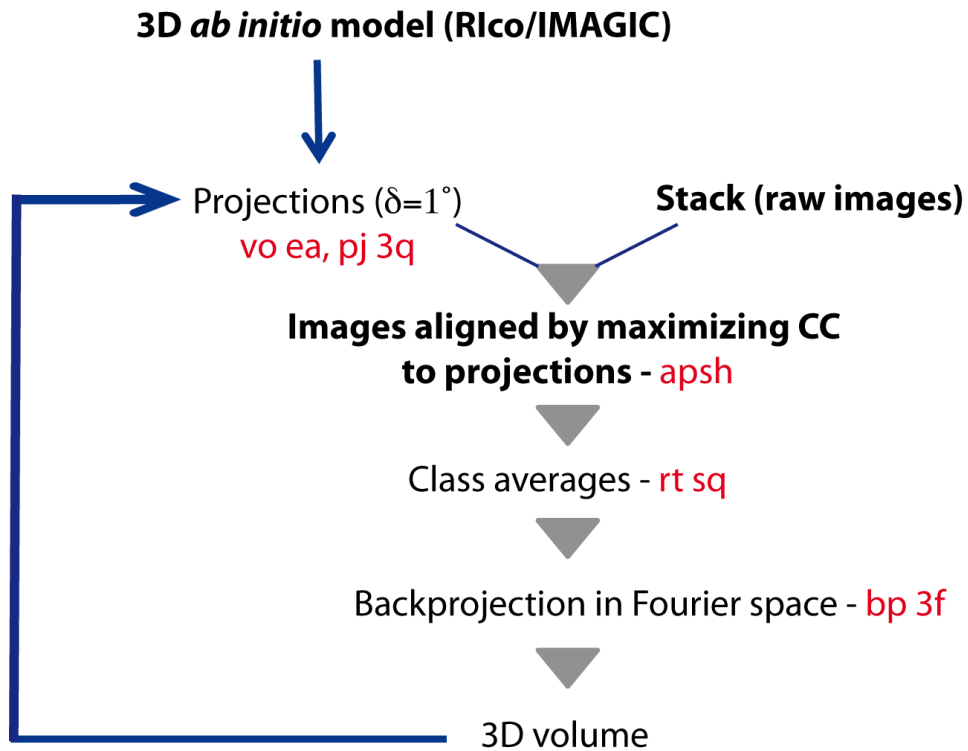 3D ab initio model (RIco/IMAGIC)
Projections (δ=1°)
vo ea, pj 3q
Stack (raw images)
Images aligned by maximizing CC
to projections - apsh
Class averages - rt sq
Backprojection in Fourier space - bp 3f
3D volume